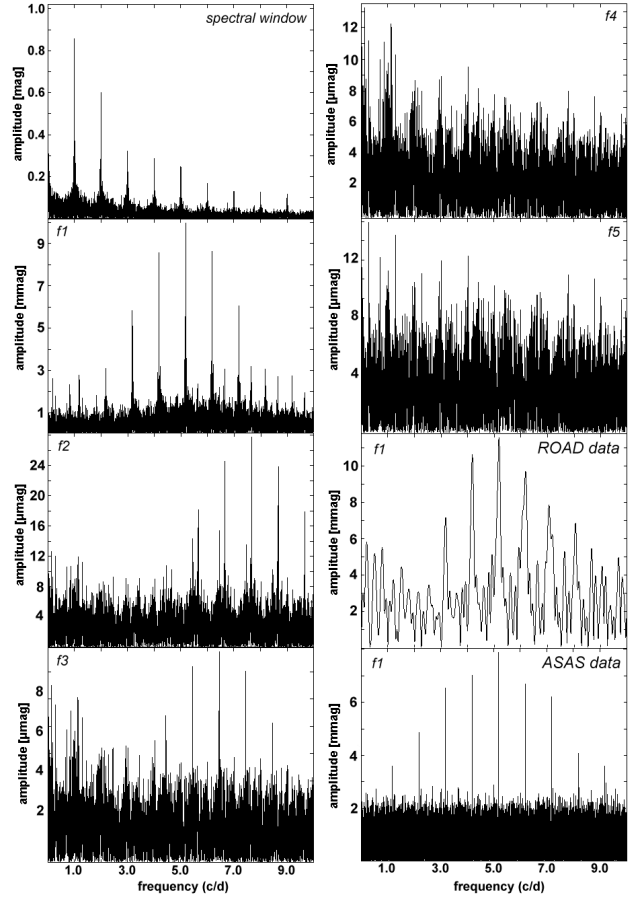 spectral window
amplitude [mag]
1.0
0.8
0.6
0.4
0.2
f1
amplitude [mmag]
9
7
5
3
1
f2
amplitude [µmag]
24
20
16
12
8
4
f3
amplitude [µmag]
8
6
4
2
1.0 3.0 5.0 7.0 9.0
frequency (c/d)
f4
amplitude [µmag]
12
10
8
6
4
2
f5
amplitude [µmag]
12
8
4
f1 ROAD data
amplitude [mmag]
10
8
6
4
2
f1 ASAS data
amplitude [mmag]
6
4
2
1.0 3.0 5.0 7.0 9.0
frequency (c/d)